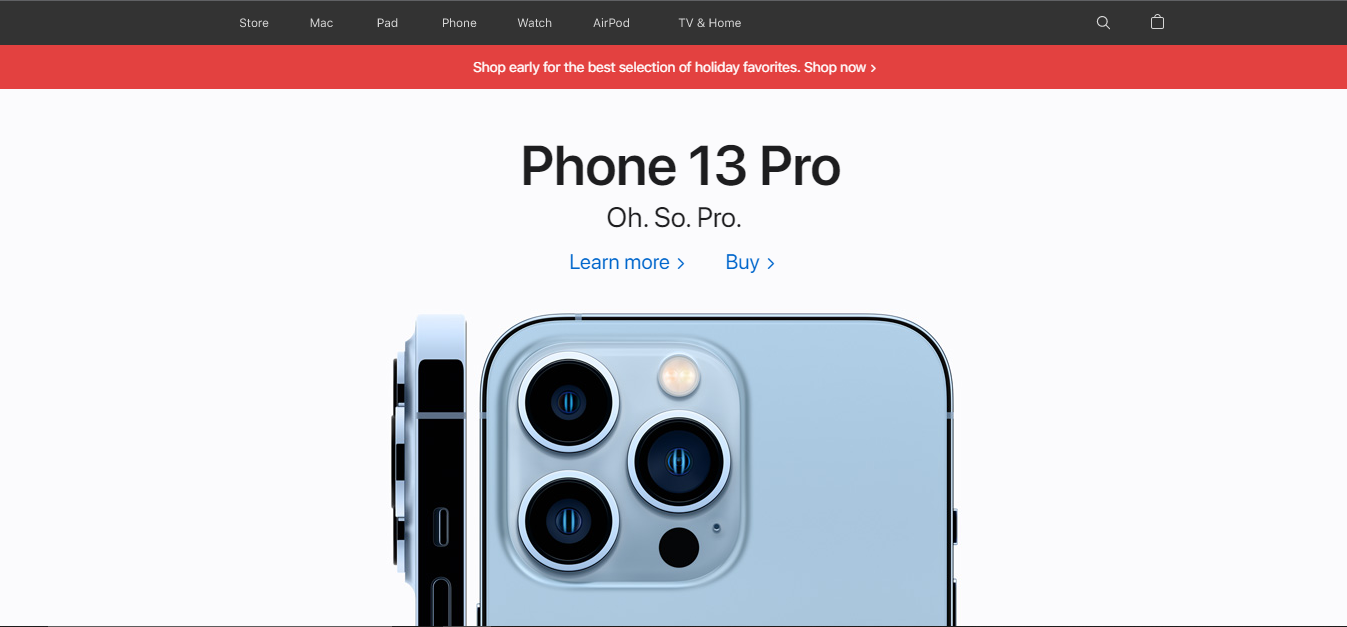 Store Mac Pad Phone Watch AirPod TV & Home
Shop early for the best selection of holiday favorites. Shop now >
Phone 13 Pro
Oh. So. Pro.
Learn more > Buy >